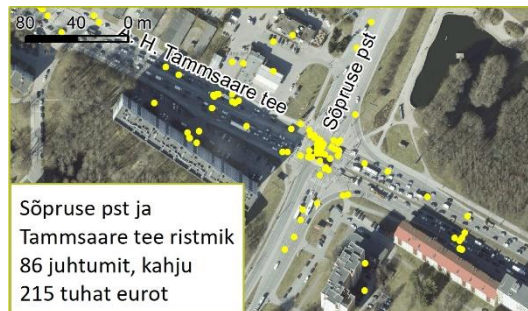 80 40 0 m
A. H. Tammsaare tee
Sõpruse pst
Sõpruse pst ja
Tammsaare tee ristmik
86 juhtumit, kahju
215 tuhat eurot